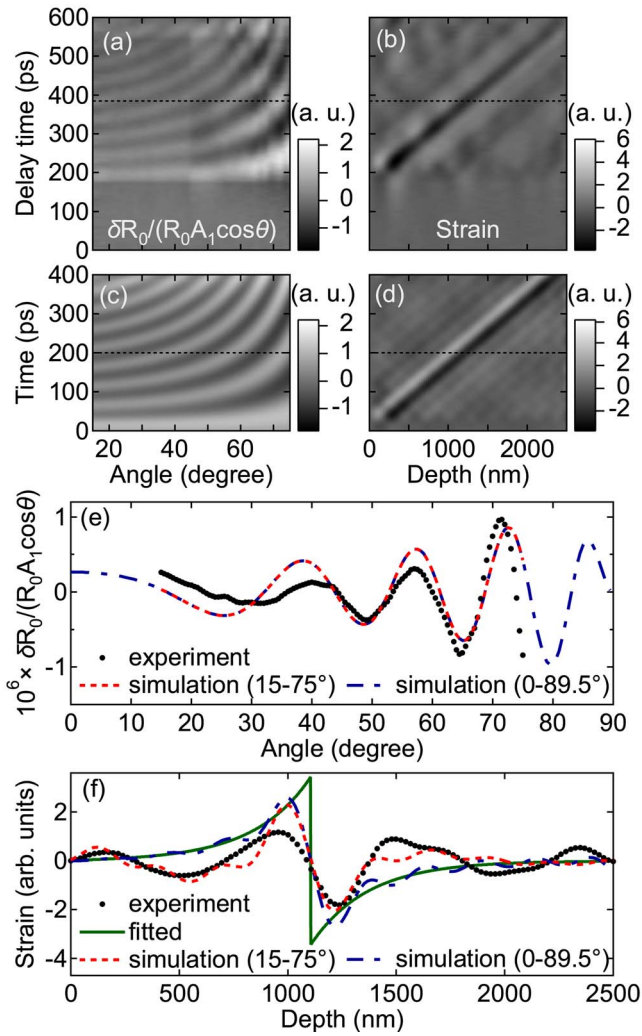 (a)
(b)
600
500
400
300
200
100
0
Delay time (ps)
(a. u.)
2
1
0
-1
(a. u.)
6
4
2
0
-2
δR₀/(R₀A₁cosθ)
Strain
(c)
(d)
400
300
200
100
0
Time (ps)
(a. u.)
2
1
0
-1
(a. u.)
6
4
2
0
-2
20 40 60
0 1000 2000
Angle (degree)
Depth (nm)
(e)
10⁶ × δR₀/(R₀A₁cosθ)
1
0
-1
experiment
simulation (15-75°)
simulation (0-89.5°)
0 10 20 30 40 50 60 70 80 90
Angle (degree)
(f)
Strain (arb. units)
2
0
-2
-4
experiment
fitted
simulation (15-75°)
simulation (0-89.5°)
0 500 1000 1500 2000 2500
Depth (nm)